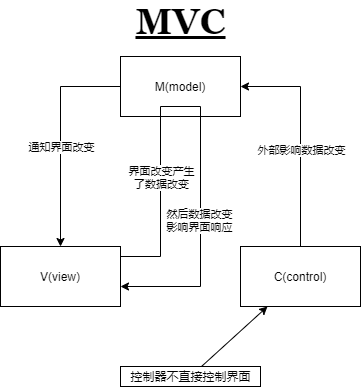 MVC
M(model)
通知界面改变
界面改变产生
了数据改变
外部影响数据改变
然后数据改变
影响界面响应
V(view)
C(control)
控制器不直接控制界面